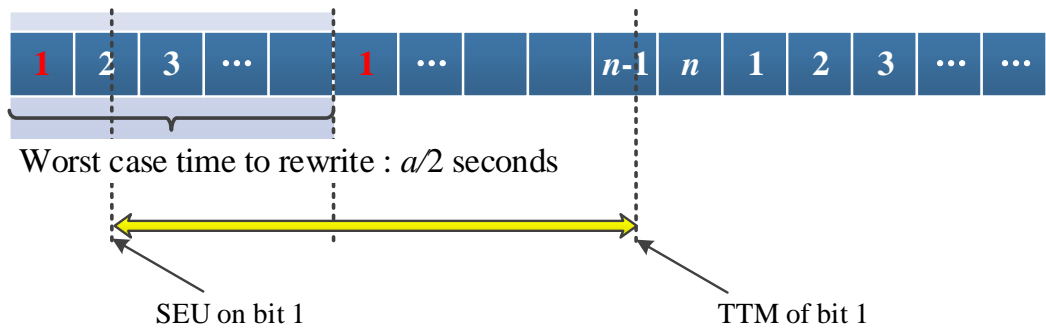 1 2 3 ··· 1 ··· n-1 n 1 2 3 ··· ···
Worst case time to rewrite : a/2 seconds
SEU on bit 1 TTM of bit 1